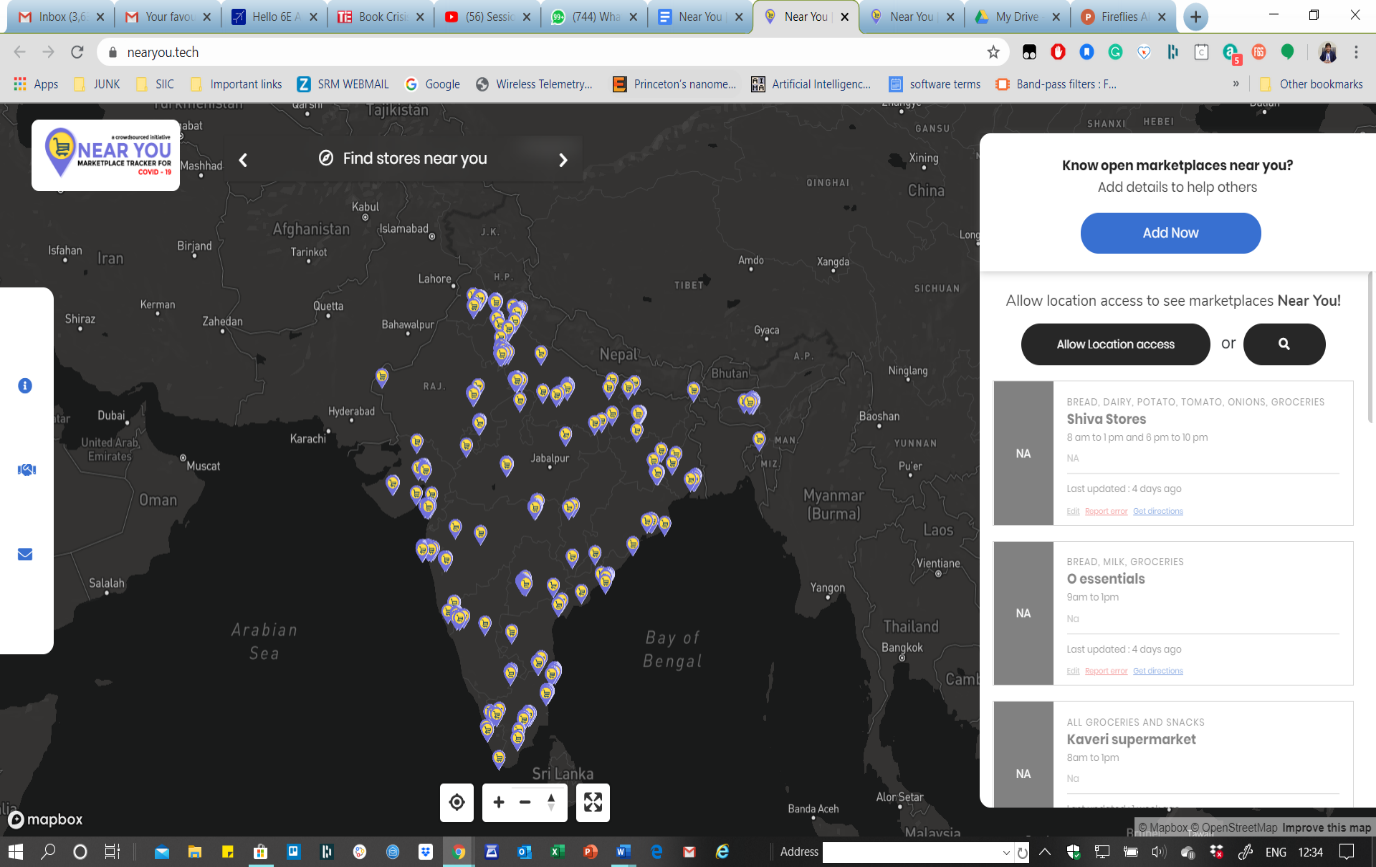 Inbox (3,6
Your favou
Hello 6E A
Book Crisi
(56) Sessic
(744) Wha
Near You
Near You |
Near You
My Drive -
Fireflies A
nearyou.tech
Apps
JUNK
SIIC
Important links
SRM WEBMAIL
Google
Wireless Telemetry...
Princeton's nanome...
Artificial Intelligenc...
software terms
Band-pass filters : F...
»
Other bookmarks
a crowdsourced initiative
NEAR YOU
MARKETPLACE TRACKER FOR
COVID - 19
Find stores near you
Know open marketplaces near you?
Add details to help others
Add Now
Allow location access to see marketplaces Near You!
Allow Location access
or
NA
BREAD, DAIRY, POTATO, TOMATO, ONIONS, GROCERIES
Shiva Stores
8 am to 1 pm and 6 pm to 10 pm
NA
Last updated : 4 days ago
Edit Report error Get directions
NA
BREAD, MILK, GROCERIES
O essentials
9am to 1pm
Na
Last updated : 4 days ago
Edit Report error Get directions
NA
ALL GROCERIES AND SNACKS
Kaveri supermarket
8am to 1pm
Na
Tajikistan
GANSU
SHANXI
HEBEI
Mashhad
Xining
QINGHAI
China
Kabul
Afghanistan
Islamabad
J.K.
Isfahan
Iran
Birjand
Tarinkot
Amdo
Xangda
Lahore
H.P.
TIBET
SICHUAN
Kerman
Quetta
Shiraz
Zahedan
Bahawalpur
Gyaca
Nepal
A.P.
Bhutan
Ninglang
RAJ.
Dubai
Hyderabad
Baoshan
United Arab
Emirates
Karachi
MAN.
YUNNAN
Muscat
Jabalpur
MIZ.
Pu'er
Oman
Myanmar
(Burma)
Laos
Vientiane
Salalah
Yangon
Thailand
Arabian
Sea
Bay of
Bengal
Bangkok
Camb
Sri Lanka
Banda Aceh
Alor Setar
Malaysia
mapbox
© Mapbox © OpenStreetMap Improve this map
Address
ENG
12:34